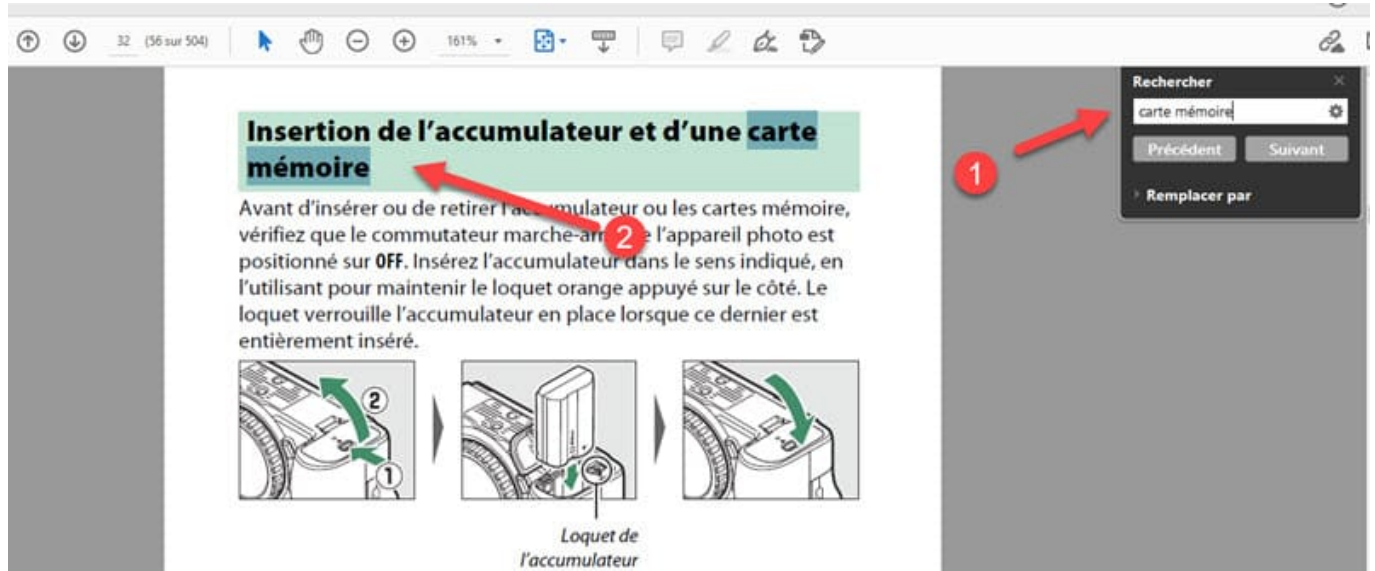 32 (56 sur 504)
161%
Rechercher
carte mémoire
Précédent Suivant
Remplacer par
1
Insertion de l'accumulateur et d'une carte
mémoire
2
Avant d'insérer ou de retirer l'accumulateur ou les cartes mémoire,
vérifiez que le commutateur marche-arr e l'appareil photo est
positionné sur OFF. Insérez l'accumulateur dans le sens indiqué, en
l'utilisant pour maintenir le loquet orange appuyé sur le côté. Le
loquet verrouille l'accumulateur en place lorsque ce dernier est
entièrement inséré.
2
1
Loquet de
l'accumulateur